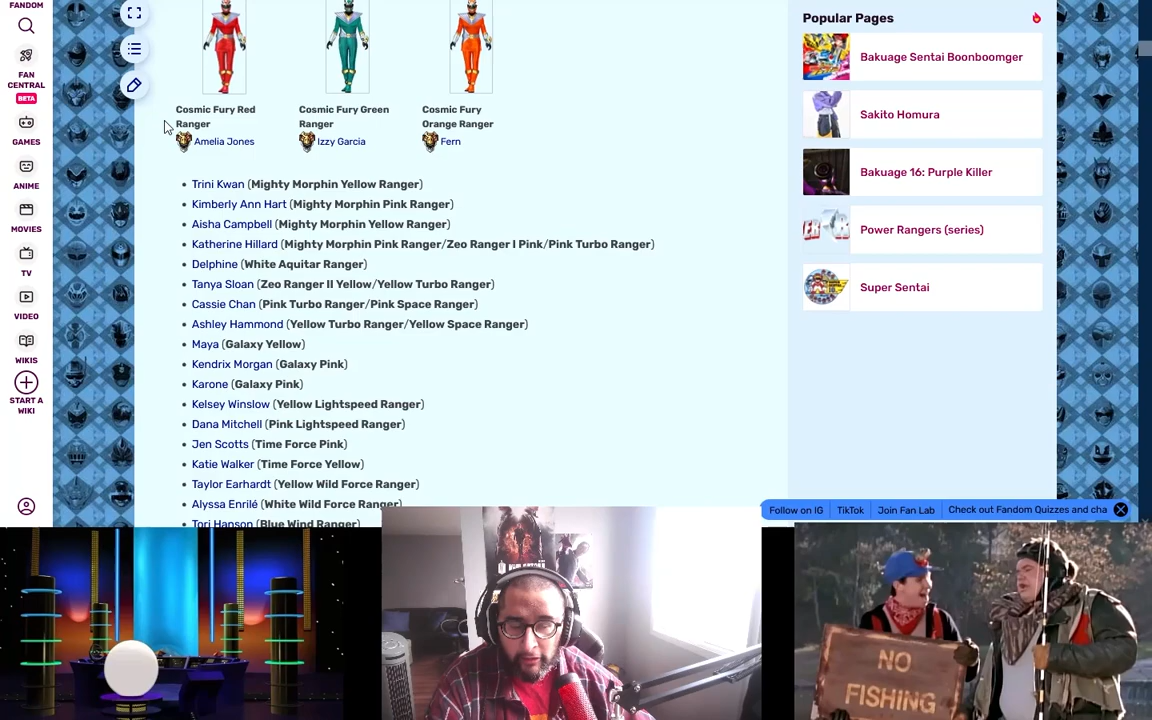 FANDOM
FAN
CENTRAL
BETA
GAMES
ANIME
MOVIES
TV
VIDEO
WIKIS
START A
WIKI
Cosmic Fury Red
Ranger
Amelia Jones
Cosmic Fury Green
Ranger
Izzy Garcia
Cosmic Fury
Orange Ranger
Fern
• Trini Kwan (Mighty Morphin Yellow Ranger)
• Kimberly Ann Hart (Mighty Morphin Pink Ranger)
• Aisha Campbell (Mighty Morphin Yellow Ranger)
• Katherine Hillard (Mighty Morphin Pink Ranger/Zeo Ranger I Pink/Pink Turbo Ranger)
• Delphine (White Aquitar Ranger)
• Tanya Sloan (Zeo Ranger II Yellow/Yellow Turbo Ranger)
• Cassie Chan (Pink Turbo Ranger/Pink Space Ranger)
• Ashley Hammond (Yellow Turbo Ranger/Yellow Space Ranger)
• Maya (Galaxy Yellow)
• Kendrix Morgan (Galaxy Pink)
• Karone (Galaxy Pink)
• Kelsey Winslow (Yellow Lightspeed Ranger)
• Dana Mitchell (Pink Lightspeed Ranger)
• Jen Scotts (Time Force Pink)
• Katie Walker (Time Force Yellow)
• Taylor Earhardt (Yellow Wild Force Ranger)
• Alyssa Enrilé (White Wild Force Ranger)
• Tori Hanson (Blue Wind Ranger)
Popular Pages
Bakuage Sentai Boonboomger
Sakito Homura
Bakuage 16: Purple Killer
Power Rangers (series)
Super Sentai
Follow on IG
TikTok
Join Fan Lab
Check out Fandom Quizzes and cha
NO
FISHING